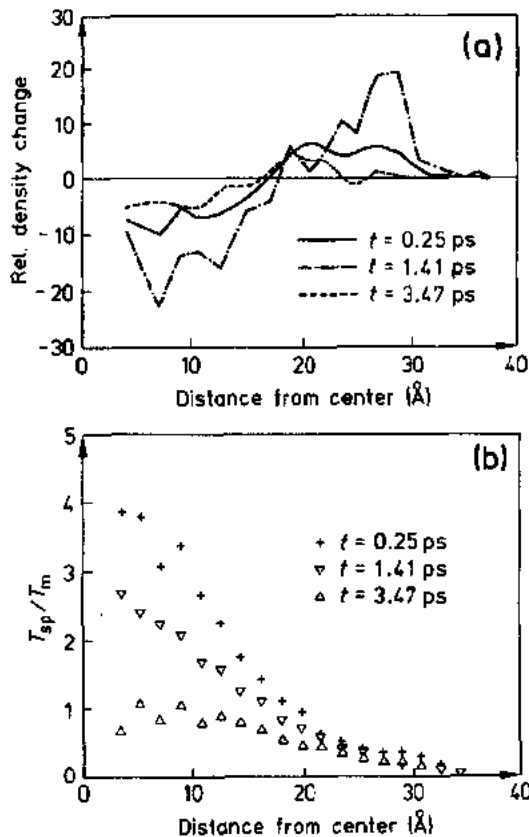 (a)
Rel. density change
30
20
10
0
-10
-20
-30
t = 0.25 ps
t = 1.41 ps
t = 3.47 ps
0 10 20 30 40
Distance from center (Å)
(b)
T_sp/T_m
5
4
3
2
1
0
+ t = 0.25 ps
▽ t = 1.41 ps
△ t = 3.47 ps
0 10 20 30 40
Distance from center (Å)